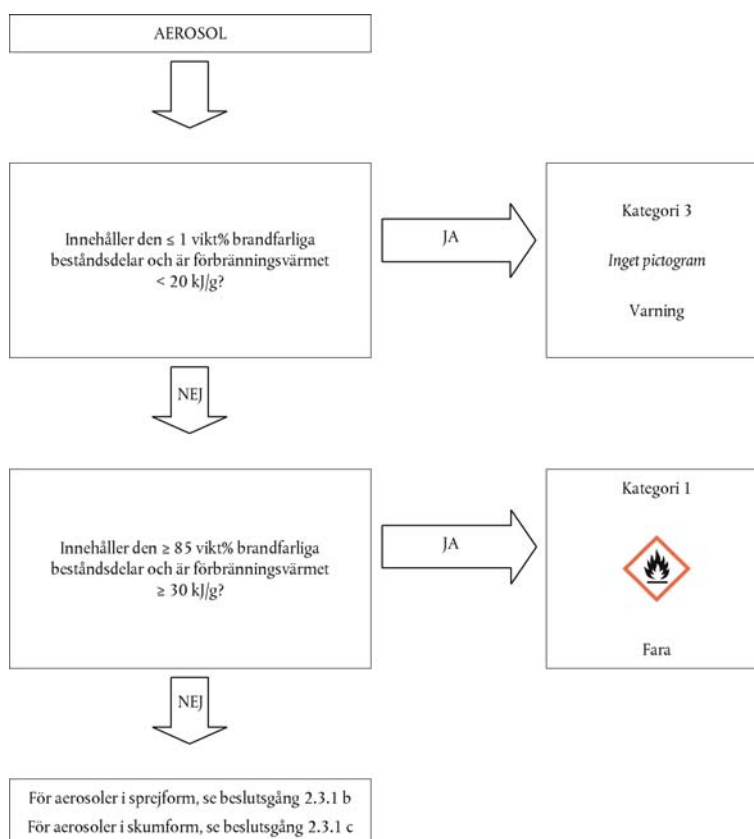 AEROSOL
Innehåller den ≤ 1 vikt% brandfarliga
beståndsdelar och är förbränningsvärmet
< 20 kJ/g?
JA
Kategori 3
Inget pictogram
Varning
NEJ
Innehåller den ≥ 85 vikt% brandfarliga
beståndsdelar och är förbränningsvärmet
≥ 30 kJ/g?
JA
Kategori 1
Fara
NEJ
För aerosoler i sprejform, se beslutsgång 2.3.1 b
För aerosoler i skumform, se beslutsgång 2.3.1 c